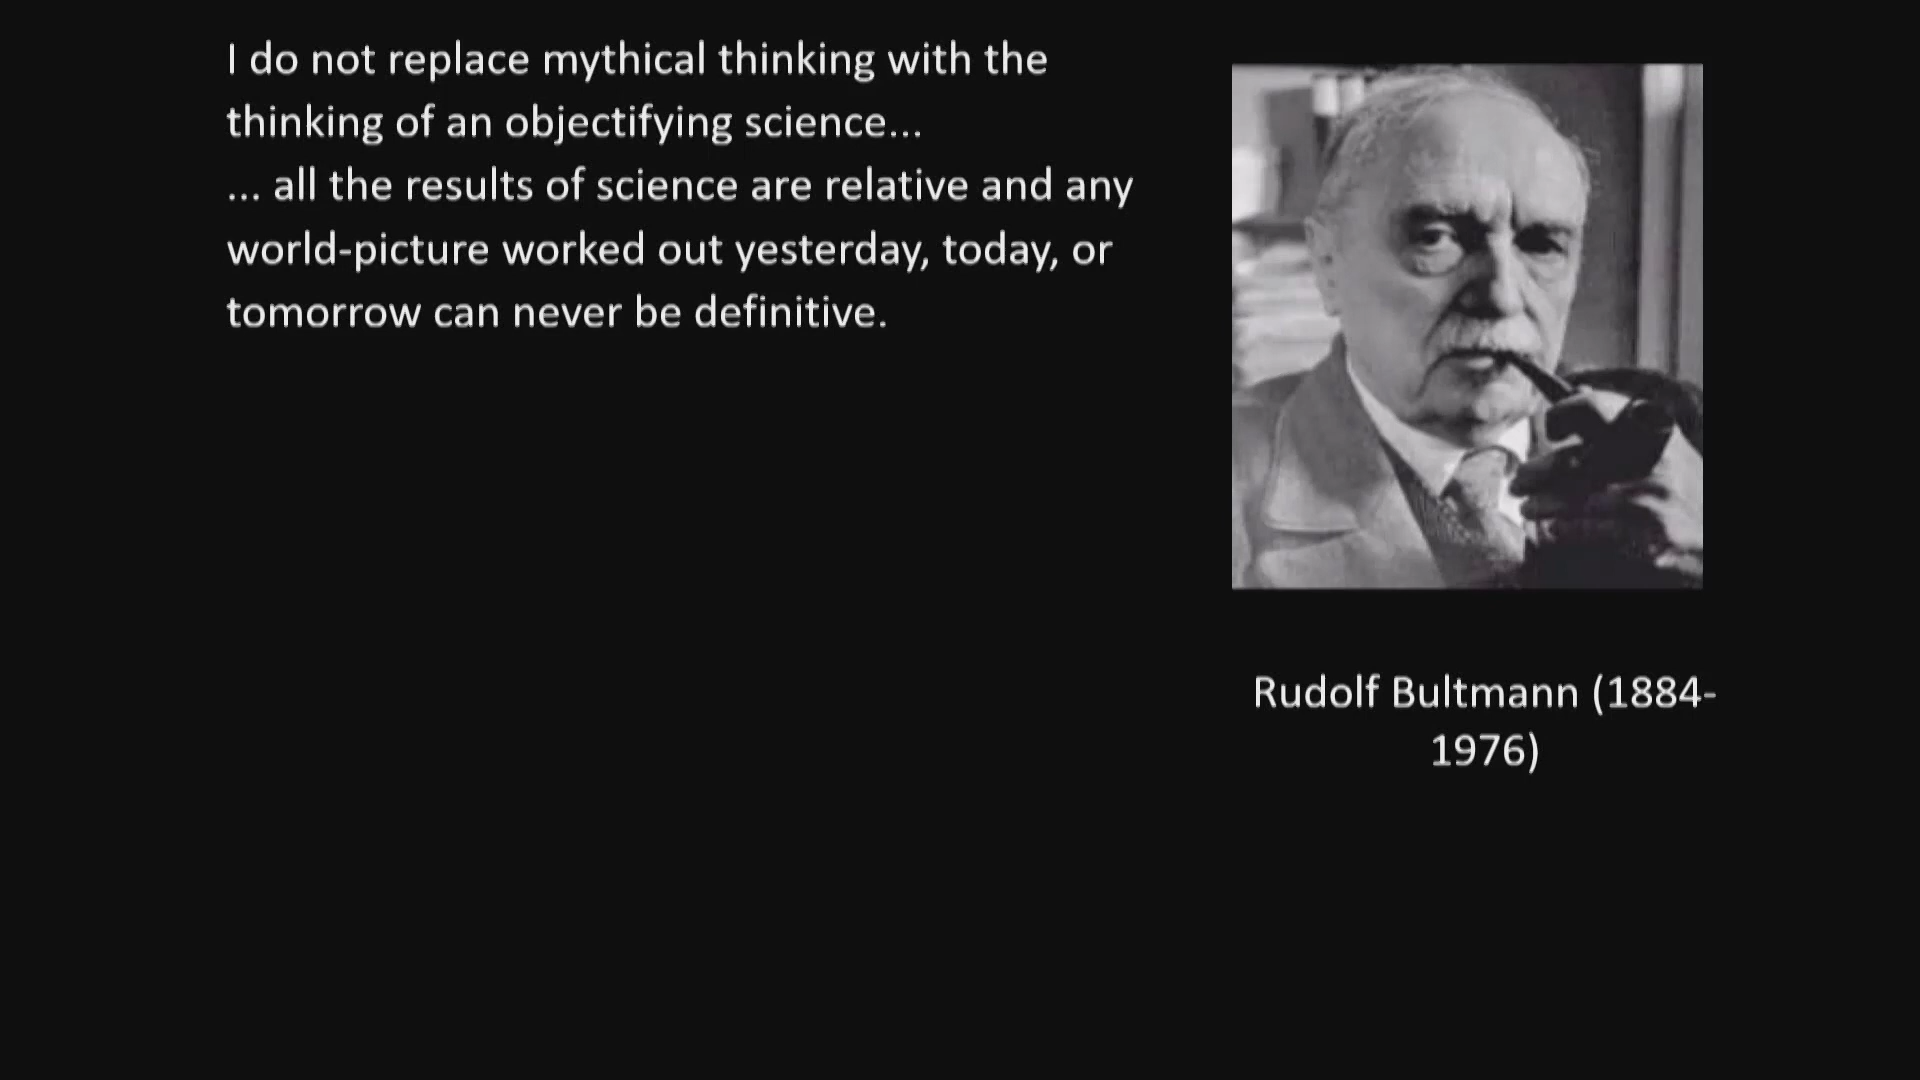 I do not replace mythical thinking with the
thinking of an objectifying science...
... all the results of science are relative and any
world-picture worked out yesterday, today, or
tomorrow can never be definitive.
Rudolf Bultmann (1884-
1976)